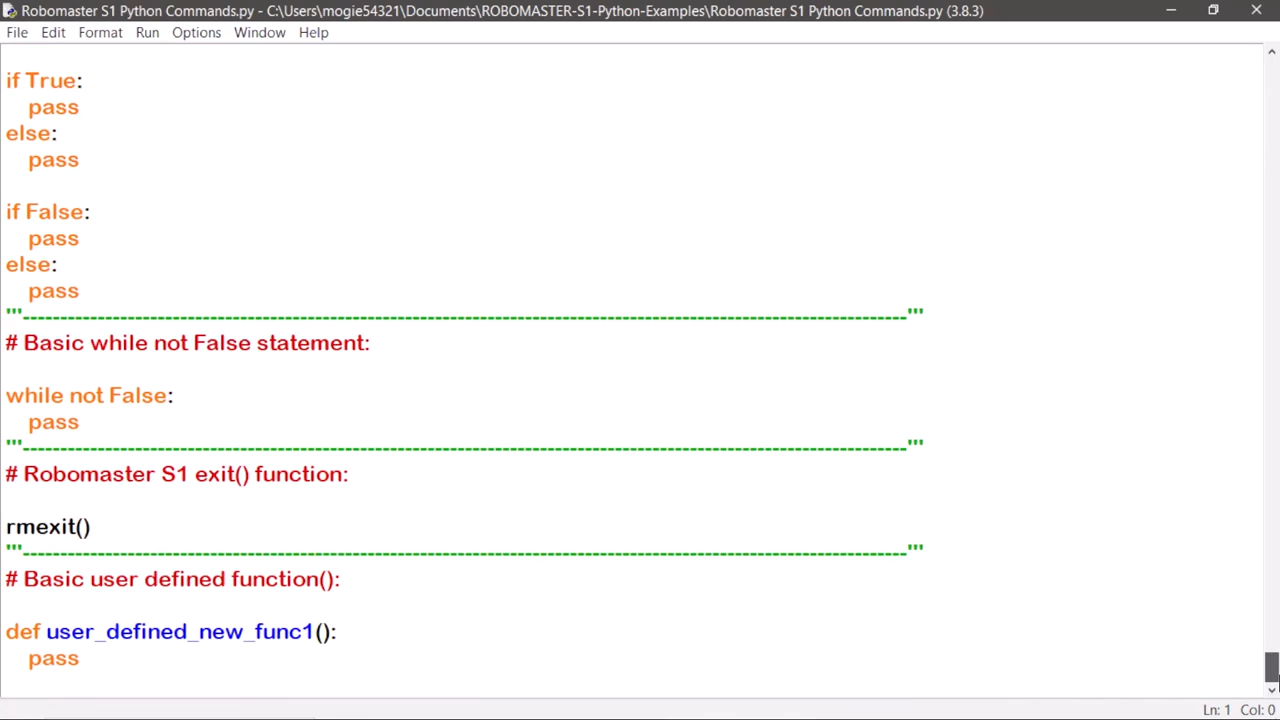 Robomaster S1 Python Commands.py - C:\Users\mogie54321\Documents\ROBOMASTER-S1-Python-Examples\Robomaster S1 Python Commands.py (3.8.3)
File Edit Format Run Options Window Help
if True:
    pass
else:
    pass
if False:
    pass
else:
    pass
'''----------------------------------------------------------------------------------------------------------------------'''
# Basic while not False statement:
while not False:
    pass
'''----------------------------------------------------------------------------------------------------------------------'''
# Robomaster S1 exit() function:
rmexit()
'''----------------------------------------------------------------------------------------------------------------------'''
# Basic user defined function():
def user_defined_new_func1():
    pass
Ln: 1 Col: 0